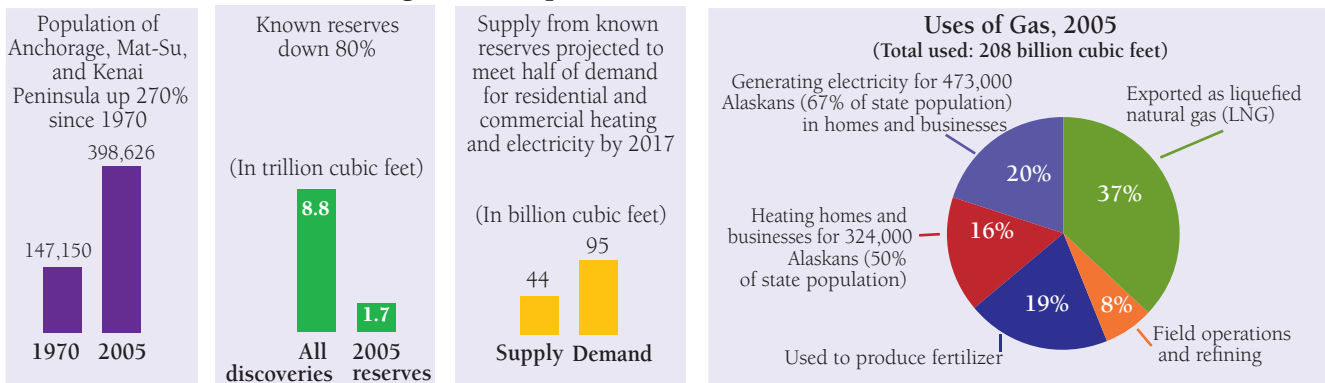 Population of
Anchorage, Mat-Su,
and Kenai
Peninsula up 270%
since 1970
398,626
147,150
1970 2005
Known reserves
down 80%
(In trillion cubic feet)
8.8
1.7
All
discoveries
2005
reserves
Supply from known
reserves projected to
meet half of demand
for residential and
commercial heating
and electricity by 2017
(In billion cubic feet)
95
44
Supply Demand
Uses of Gas, 2005
(Total used: 208 billion cubic feet)
Generating electricity for 473,000
Alaskans (67% of state population)
in homes and businesses
Exported as liquefied
natural gas (LNG)
20%
37%
Heating homes and
businesses for 324,000
Alaskans (50%
of state population)
16%
19%
8%
Used to produce fertilizer
Field operations
and refining